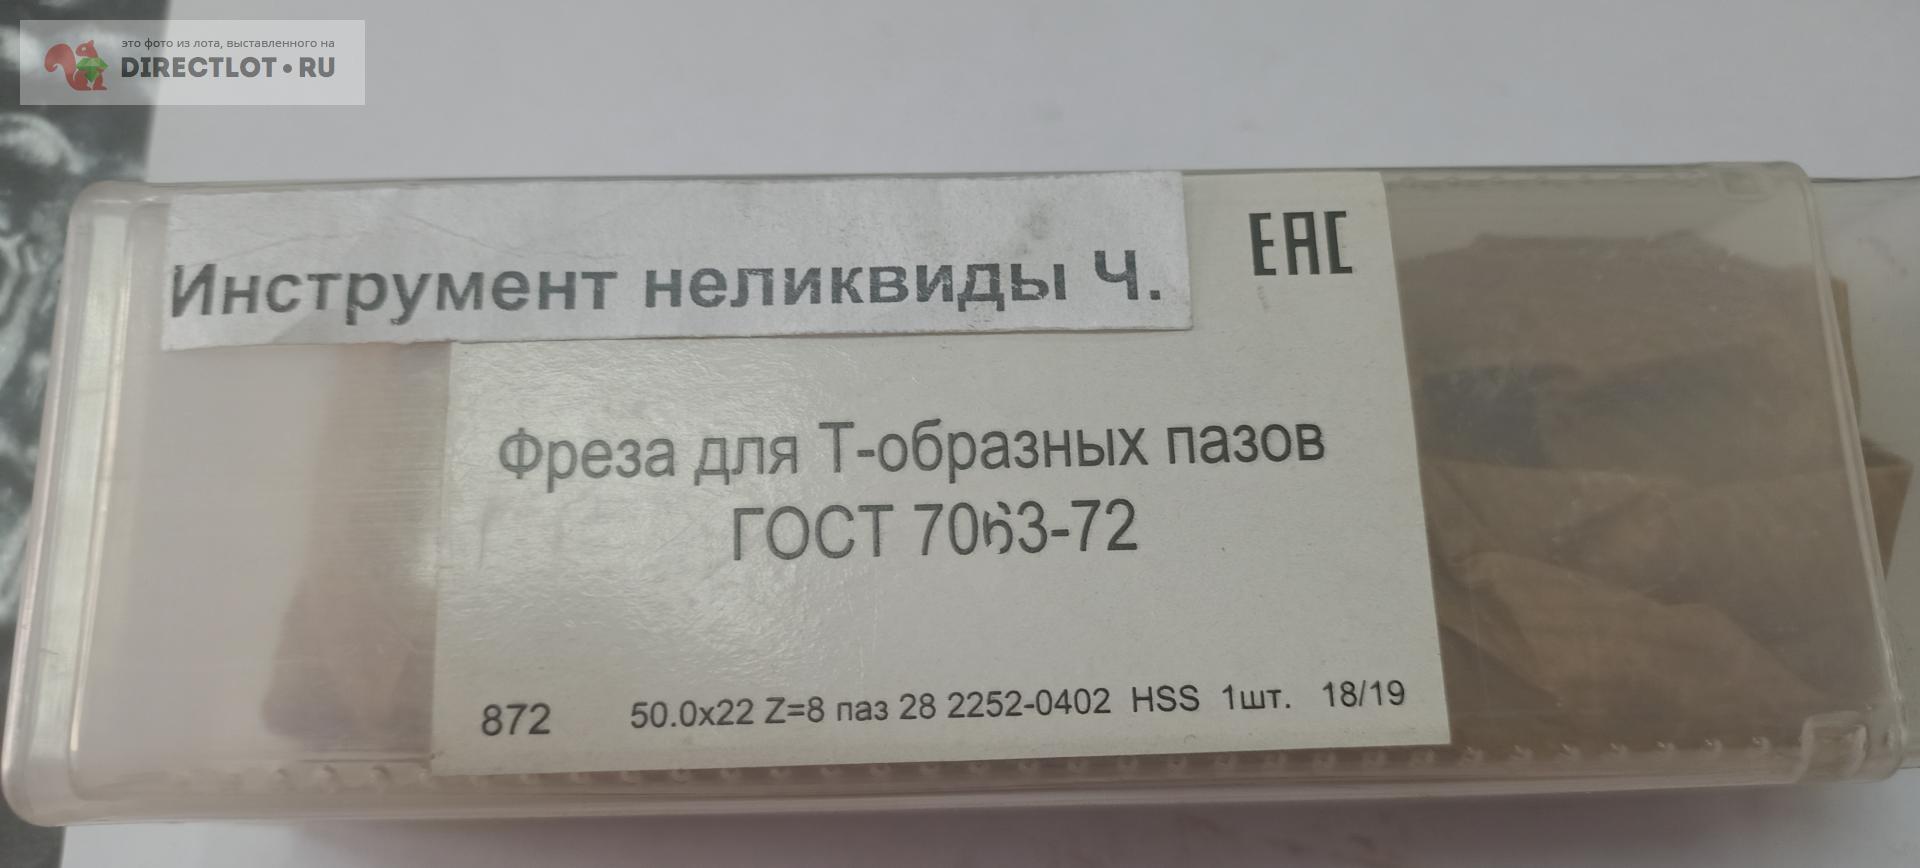 это фото из лота, выставленного на
DIRECTLOT•RU
Инструмент неликвиды Ч.
EAC
Фреза для Т-образных пазов
ГОСТ 7063-72
872 50.0x22 Z=8 паз 28 2252-0402 HSS 1шт. 18/19